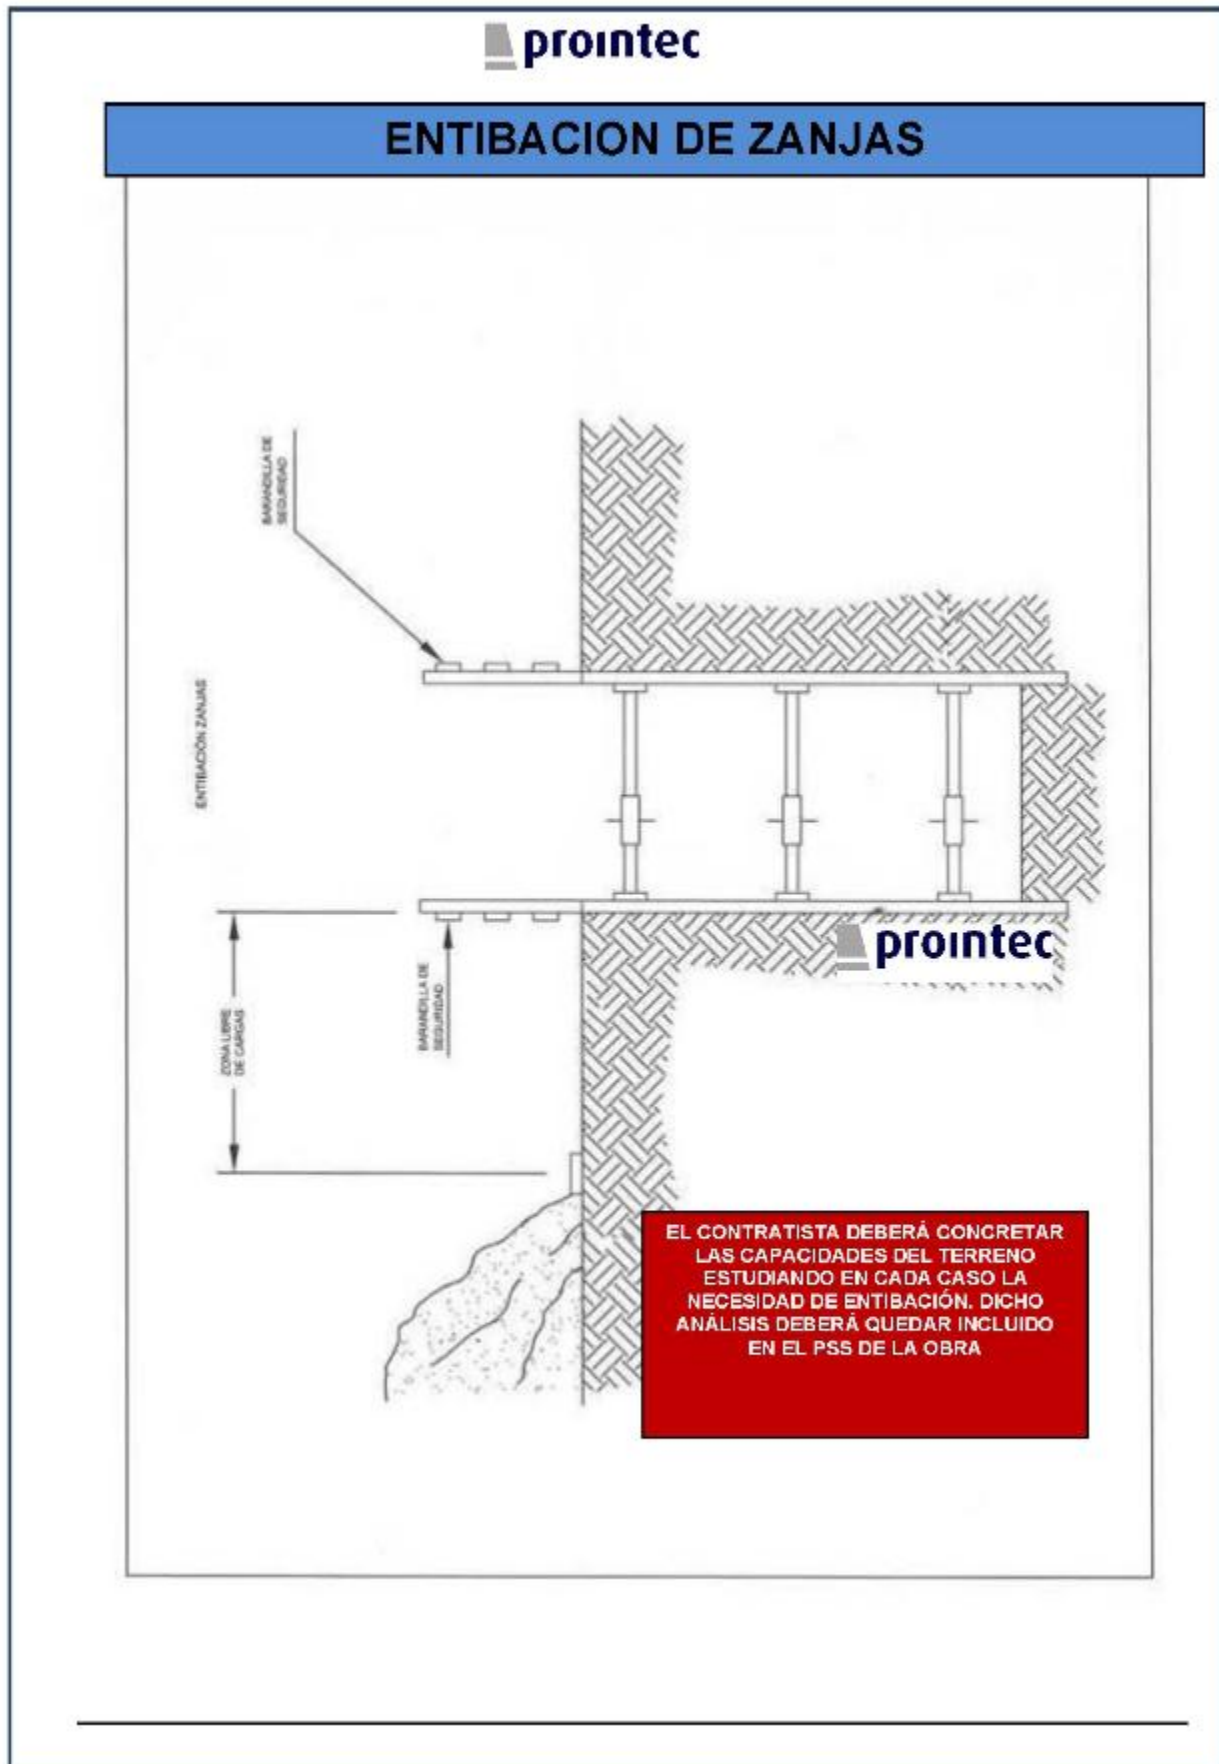 prointec
ENTIBACION DE ZANJAS
BARANDILLA DE
SEGURIDAD
ENTIBACIÓN ZANJAS
ZONA LIBRE
DE CARGAS
BARANDILLA DE
SEGURIDAD
prointec
EL CONTRATISTA DEBERÁ CONCRETAR
LAS CAPACIDADES DEL TERRENO
ESTUDIANDO EN CADA CASO LA
NECESIDAD DE ENTIBACIÓN. DICHO
ANÁLISIS DEBERÁ QUEDAR INCLUIDO
EN EL PSS DE LA OBRA